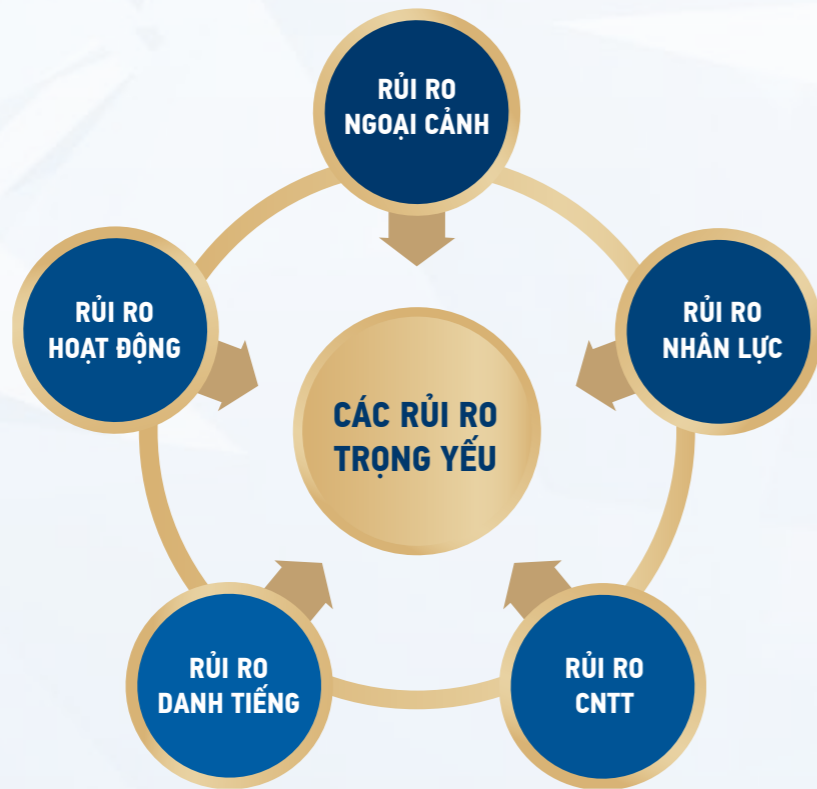 RỦI RO
NGOẠI CẢNH
RỦI RO
HOẠT ĐỘNG
RỦI RO
NHÂN LỰC
CÁC RỦI RO
TRỌNG YẾU
RỦI RO
DANH TIẾNG
RỦI RO
CNTT